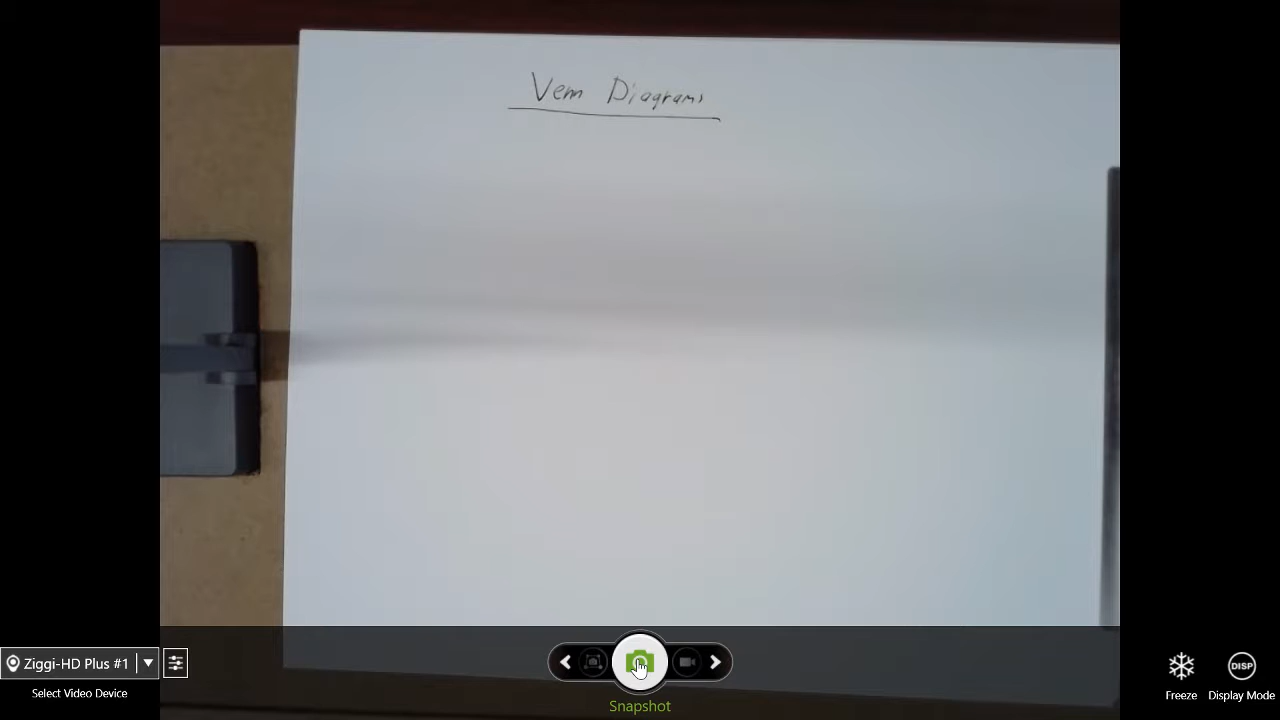 Venn Diagrams
Ziggi-HD Plus #1
Select Video Device
Snapshot
Freeze
DISP
Display Mode